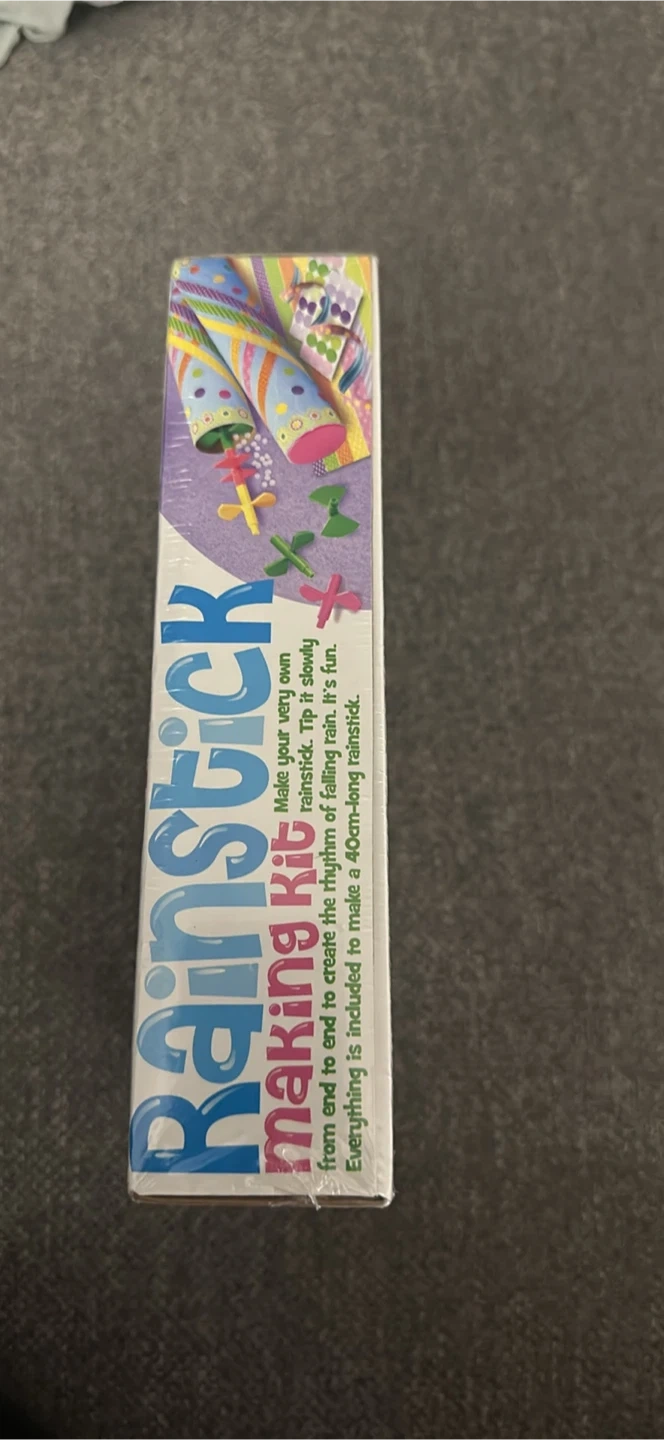 Rainstick
making kit
Make your very own
rainstick. Tip it slowly
from end to end to create the rhythm of falling rain. It's fun.
Everything is included to make a 40cm-long rainstick.